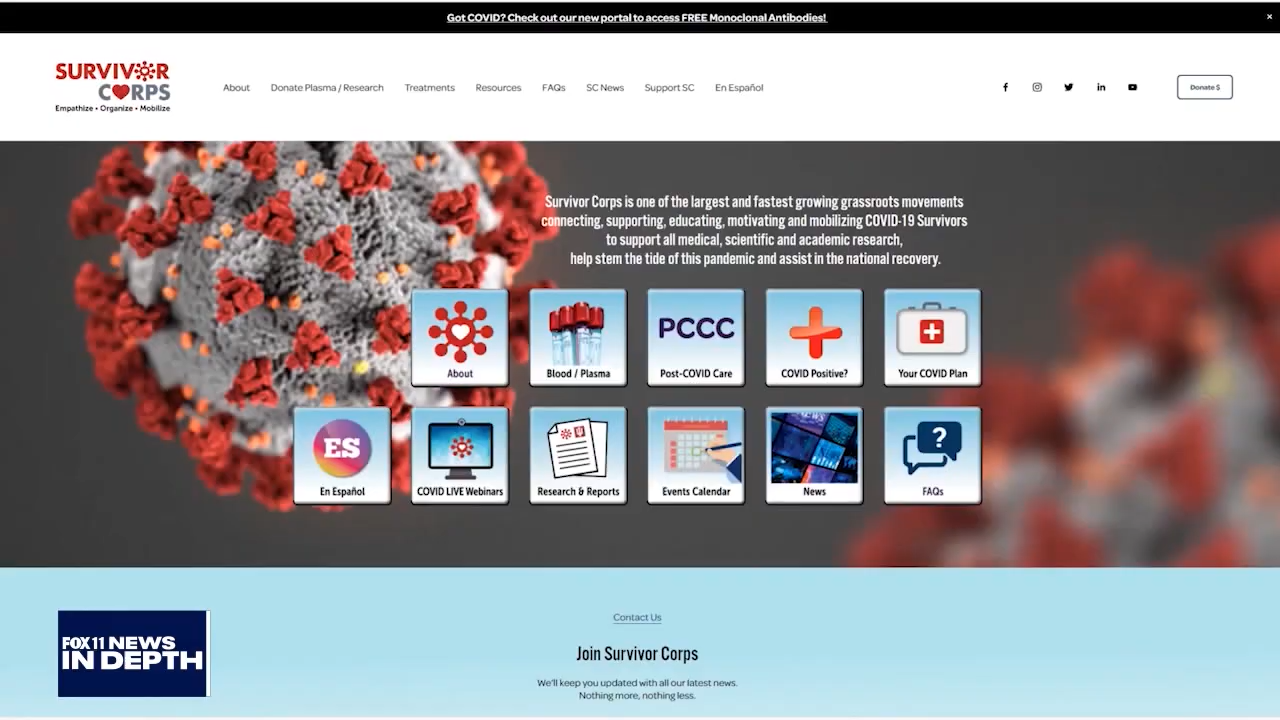 Got COVID? Check out our new portal to access FREE Monoclonal Antibodies!
×
SURVIVOR
CORPS
Empathize • Organize • Mobilize
About
Donate Plasma / Research
Treatments
Resources
FAQs
SC News
Support SC
En Español
Donate $
Survivor Corps is one of the largest and fastest growing grassroots movements
connecting, supporting, educating, motivating and mobilizing COVID-19 Survivors
to support all medical, scientific and academic research,
help stem the tide of this pandemic and assist in the national recovery.
About
Blood / Plasma
PCCC
Post-COVID Care
COVID Positive?
Your COVID Plan
ES
En Español
COVID LIVE Webinars
Research & Reports
Events Calendar
NEWS
News
?
FAQs
Contact Us
Join Survivor Corps
We'll keep you updated with all our latest news.
Nothing more, nothing less.
FOX 11 NEWS
IN DEPTH